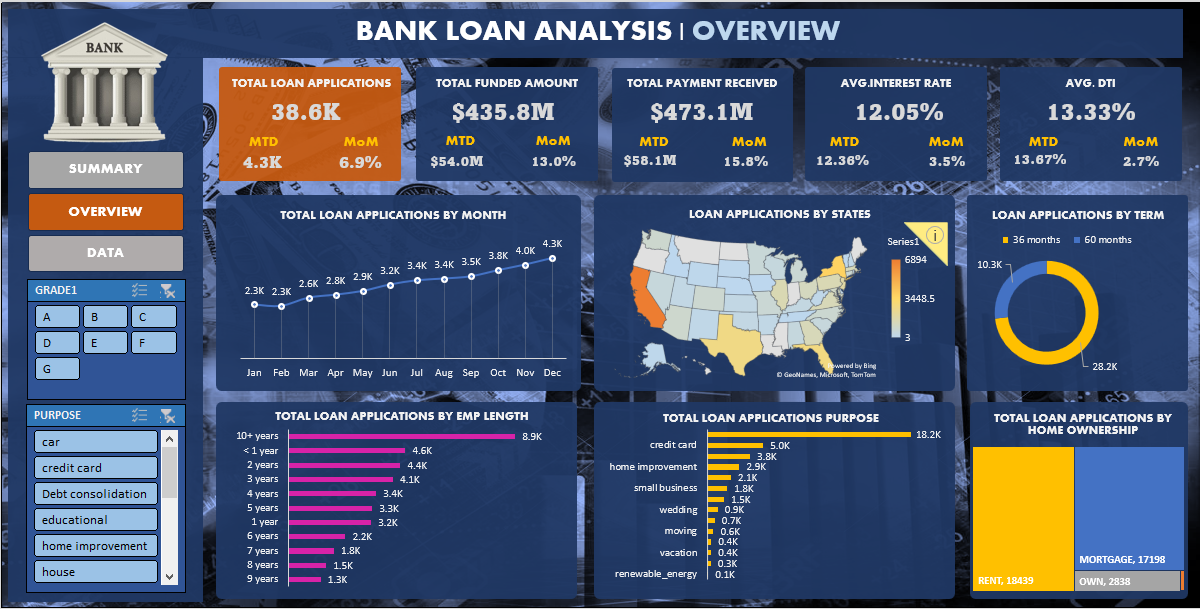 BANK LOAN ANALYSIS | OVERVIEW
BANK
SUMMARY
OVERVIEW
DATA
GRADE1
A B C
D E F
G
PURPOSE
car
credit card
Debt consolidation
educational
home improvement
house
TOTAL LOAN APPLICATIONS
38.6K
MTD MoM
4.3K 6.9%
TOTAL FUNDED AMOUNT
$435.8M
MTD MoM
$54.0M 13.0%
TOTAL PAYMENT RECEIVED
$473.1M
MTD MoM
$58.1M 15.8%
AVG.INTEREST RATE
12.05%
MTD MoM
12.36% 3.5%
AVG. DTI
13.33%
MTD MoM
13.67% 2.7%
TOTAL LOAN APPLICATIONS BY MONTH
2.3K 2.3K 2.6K 2.8K 2.9K 3.2K 3.4K 3.4K 3.5K 3.8K 4.0K 4.3K
Jan Feb Mar Apr May Jun Jul Aug Sep Oct Nov Dec
LOAN APPLICATIONS BY STATES
Series1
6894
3448.5
3
Powered by Bing
© GeoNames, Microsoft, TomTom
LOAN APPLICATIONS BY TERM
36 months 60 months
10.3K
28.2K
TOTAL LOAN APPLICATIONS BY EMP LENGTH
10+ years 8.9K
< 1 year 4.6K
2 years 4.4K
3 years 4.1K
4 years 3.4K
5 years 3.3K
1 year 3.2K
6 years 2.2K
7 years 1.8K
8 years 1.5K
9 years 1.3K
TOTAL LOAN APPLICATIONS PURPOSE
18.2K
credit card 5.0K
3.8K
home improvement 2.9K
2.1K
small business 1.8K
1.5K
wedding 0.9K
0.7K
moving 0.6K
0.4K
vacation 0.4K
0.3K
renewable_energy 0.1K
TOTAL LOAN APPLICATIONS BY
HOME OWNERSHIP
RENT, 18439
MORTGAGE, 17198
OWN, 2838